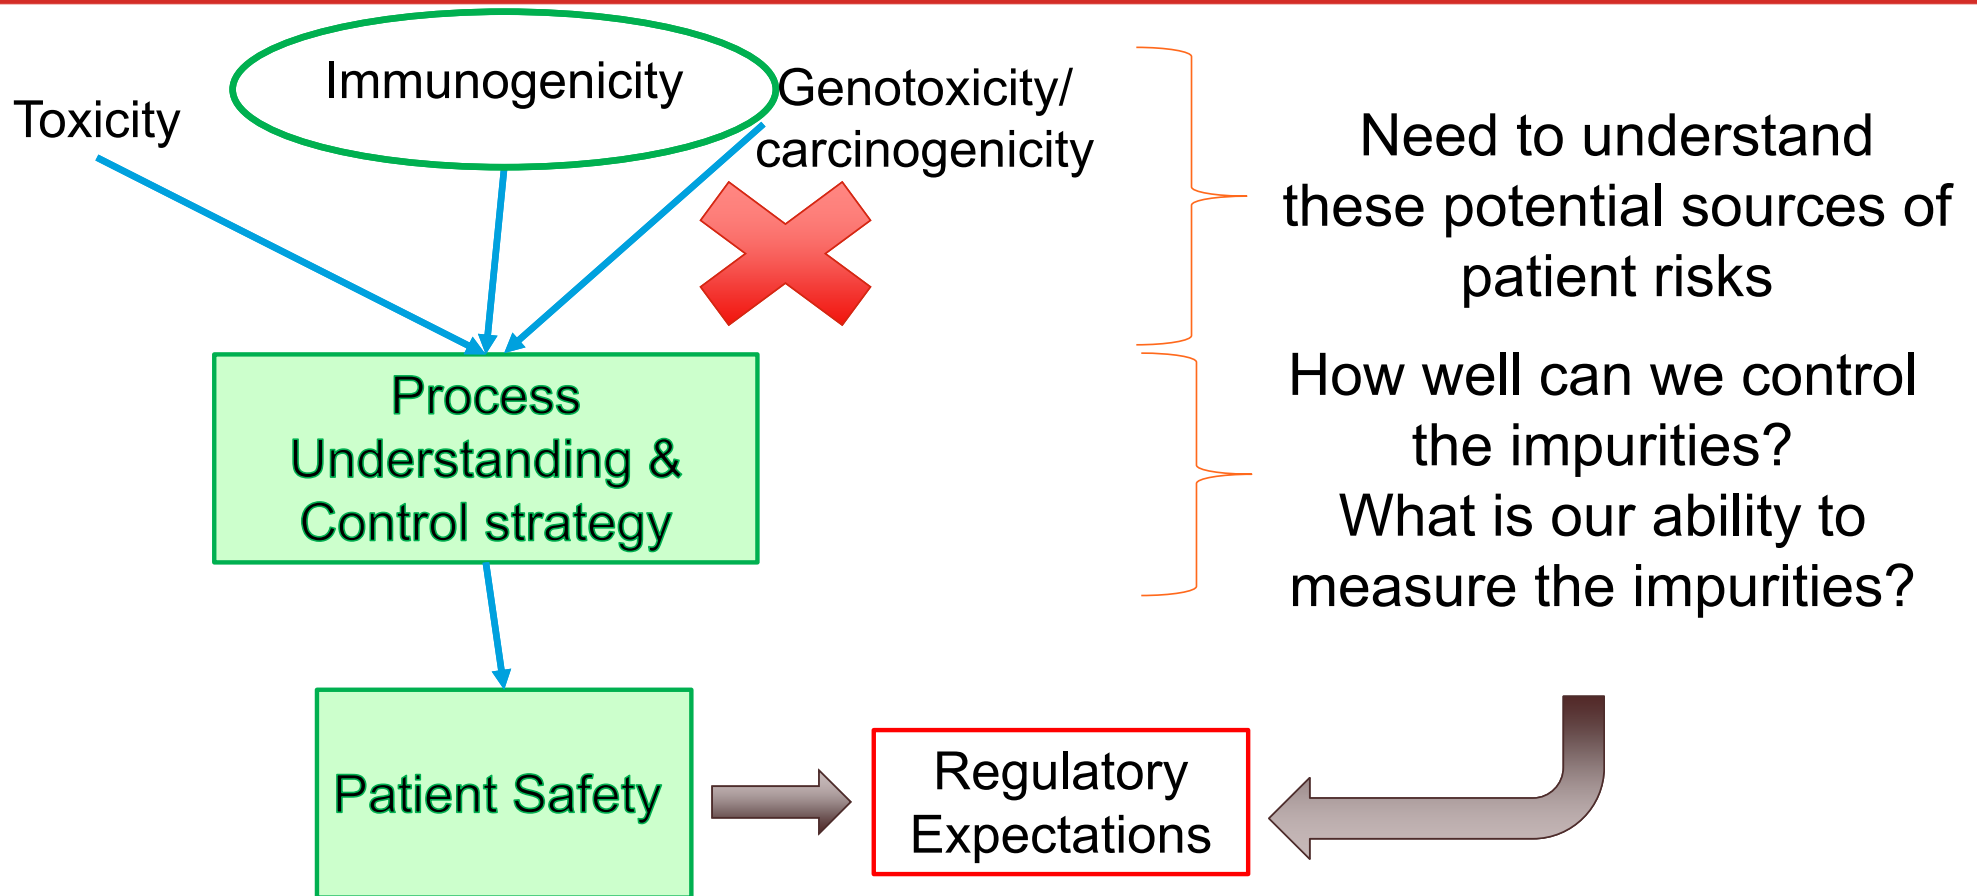 Immunogenicity
Toxicity
Genotoxicity/
carcinogenicity
Need to understand
these potential sources of
patient risks
Process
Understanding &
Control strategy
How well can we control
the impurities?
What is our ability to
measure the impurities?
Patient Safety
Regulatory
Expectations